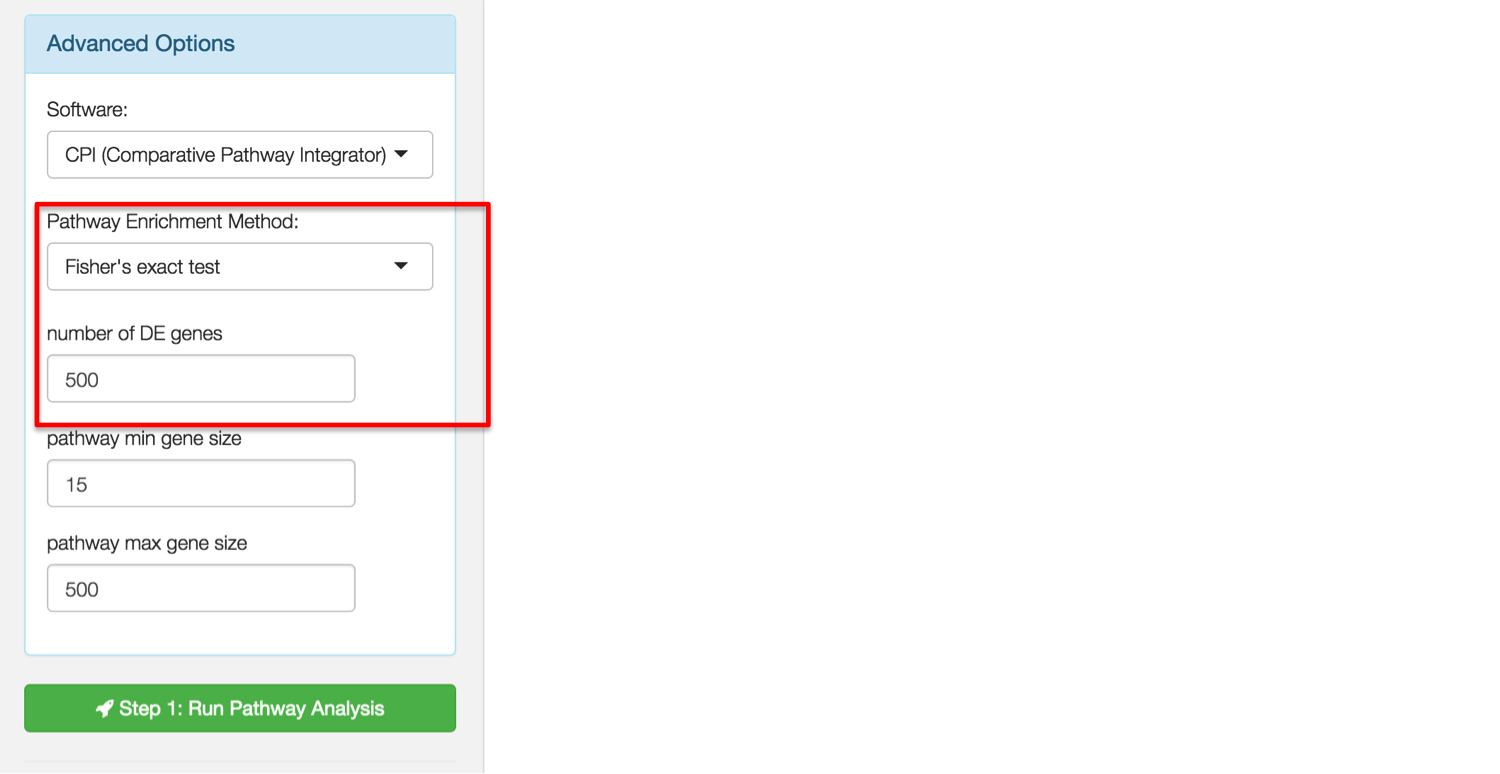 Advanced Options
Software:
CPI (Comparative Pathway Integrator)
Pathway Enrichment Method:
Fisher's exact test
number of DE genes
500
pathway min gene size
15
pathway max gene size
500
Step 1: Run Pathway Analysis